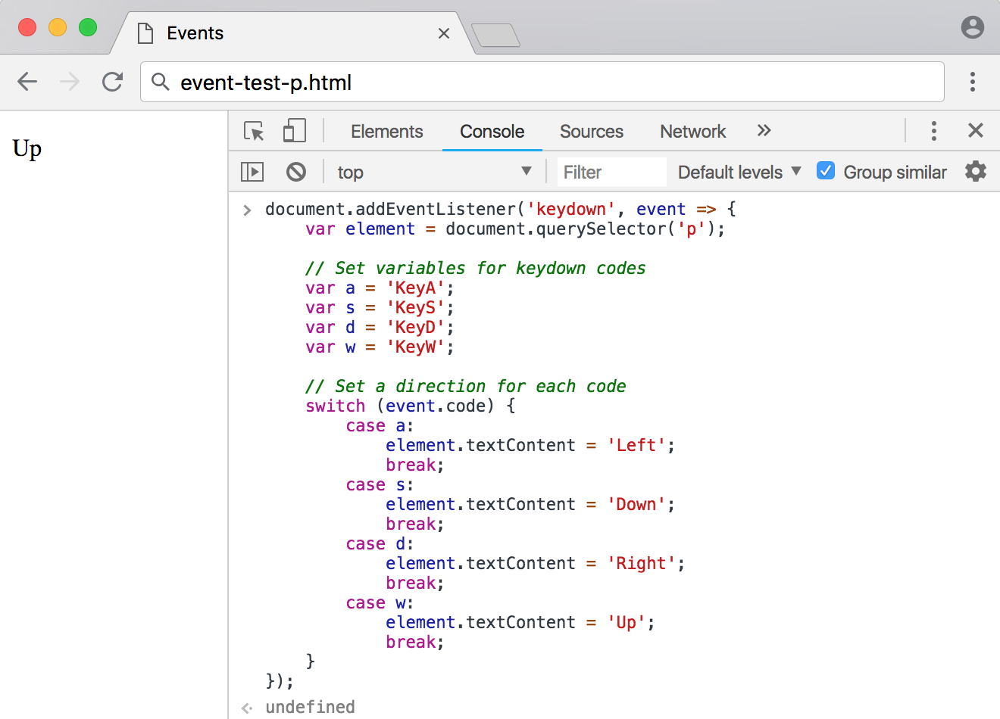 Events
event-test-p.html
Up
Elements Console Sources Network
top Filter Default levels Group similar
document.addEventListener('keydown', event => {
    var element = document.querySelector('p');

    // Set variables for keydown codes
    var a = 'KeyA';
    var s = 'KeyS';
    var d = 'KeyD';
    var w = 'KeyW';

    // Set a direction for each code
    switch (event.code) {
        case a:
            element.textContent = 'Left';
            break;
        case s:
            element.textContent = 'Down';
            break;
        case d:
            element.textContent = 'Right';
            break;
        case w:
            element.textContent = 'Up';
            break;
    }
});
undefined